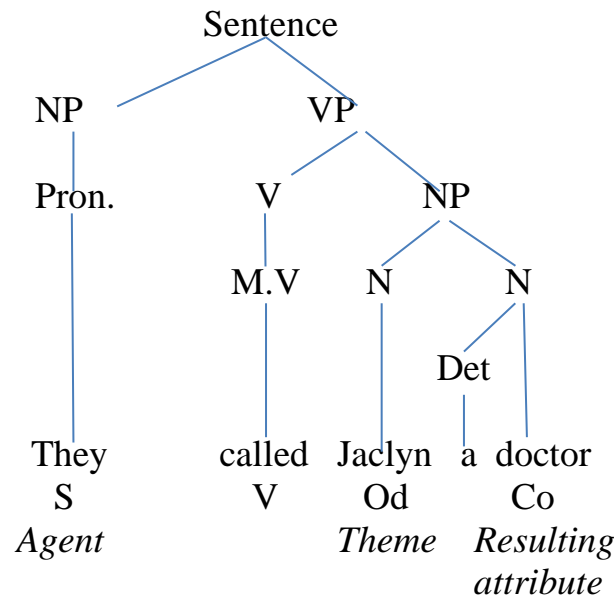 Sentence
NP VP
Pron. V NP
M.V N N
Det
They called Jaclyn a doctor
S V Od Co
Agent Theme Resulting
attribute